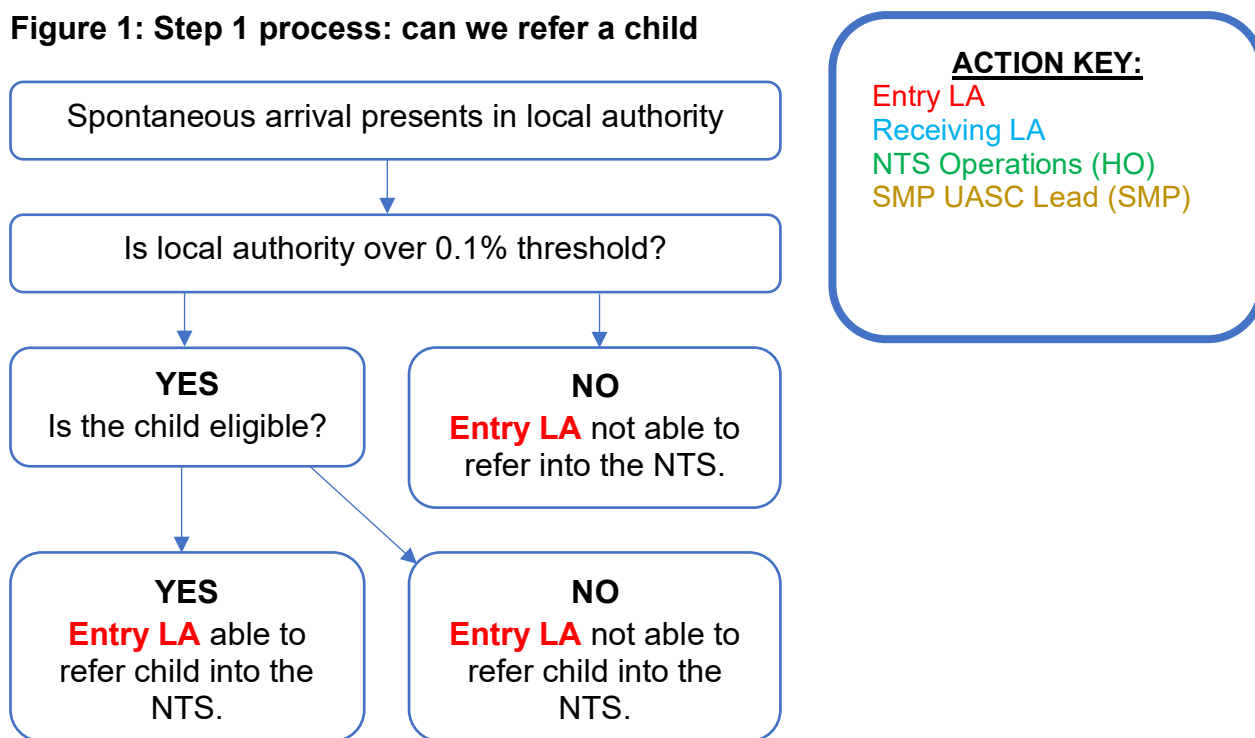 Figure 1: Step 1 process: can we refer a child
ACTION KEY:
Entry LA
Receiving LA
NTS Operations (HO)
SMP UASC Lead (SMP)
Spontaneous arrival presents in local authority
Is local authority over 0.1% threshold?
YES
Is the child eligible?
NO
Entry LA not able to
refer into the NTS.
YES
Entry LA able to
refer child into the
NTS.
NO
Entry LA not able to
refer child into the
NTS.